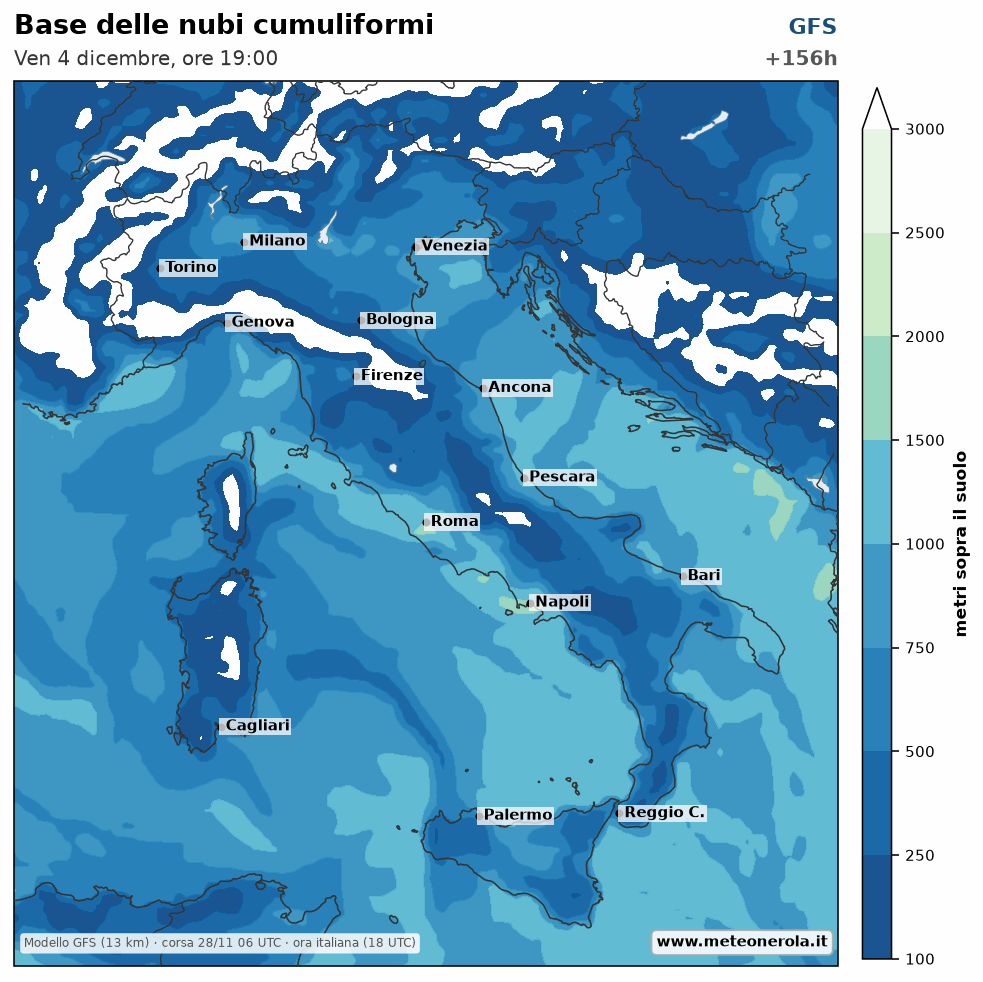 Base delle nubi cumuliformi
GFS
Ven 4 dicembre, ore 19:00
+156h
3000
2500
2000
1500
1000
750
500
250
100
metri sopra il suolo
Milano
Venezia
Torino
Genova
Bologna
Firenze
Ancona
Pescara
Roma
Bari
Napoli
Cagliari
Palermo
Reggio C.
Modello GFS (13 km) · corsa 28/11 06 UTC · ora italiana (18 UTC)
www.meteonerola.it